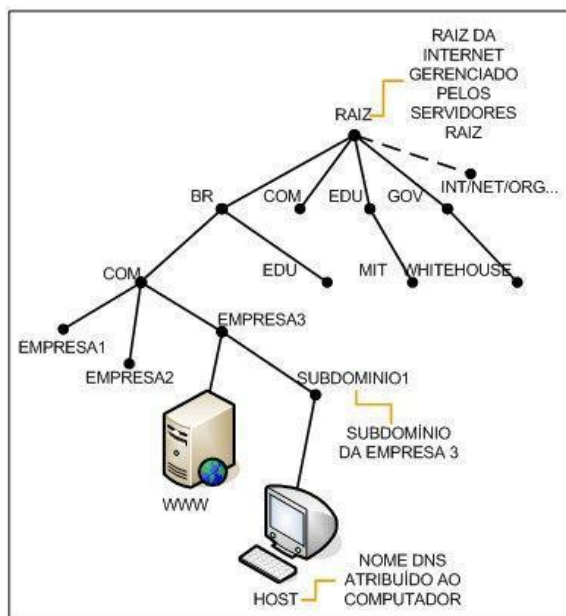 RAIZ DA
INTERNET
GERENCIADO
PELOS
SERVIDORES
RAIZ
RAIZ
INT/NET/ORG...
BR
COM
EDU
GOV
COM
EDU
MIT
WHITEHOUSE
EMPRESA1
EMPRESA2
EMPRESA3
SUBDOMINIO1
SUBDOMÍNIO
DA EMPRESA 3
WWW
NOME DNS
ATRIBUÍDO AO
COMPUTADOR
HOST